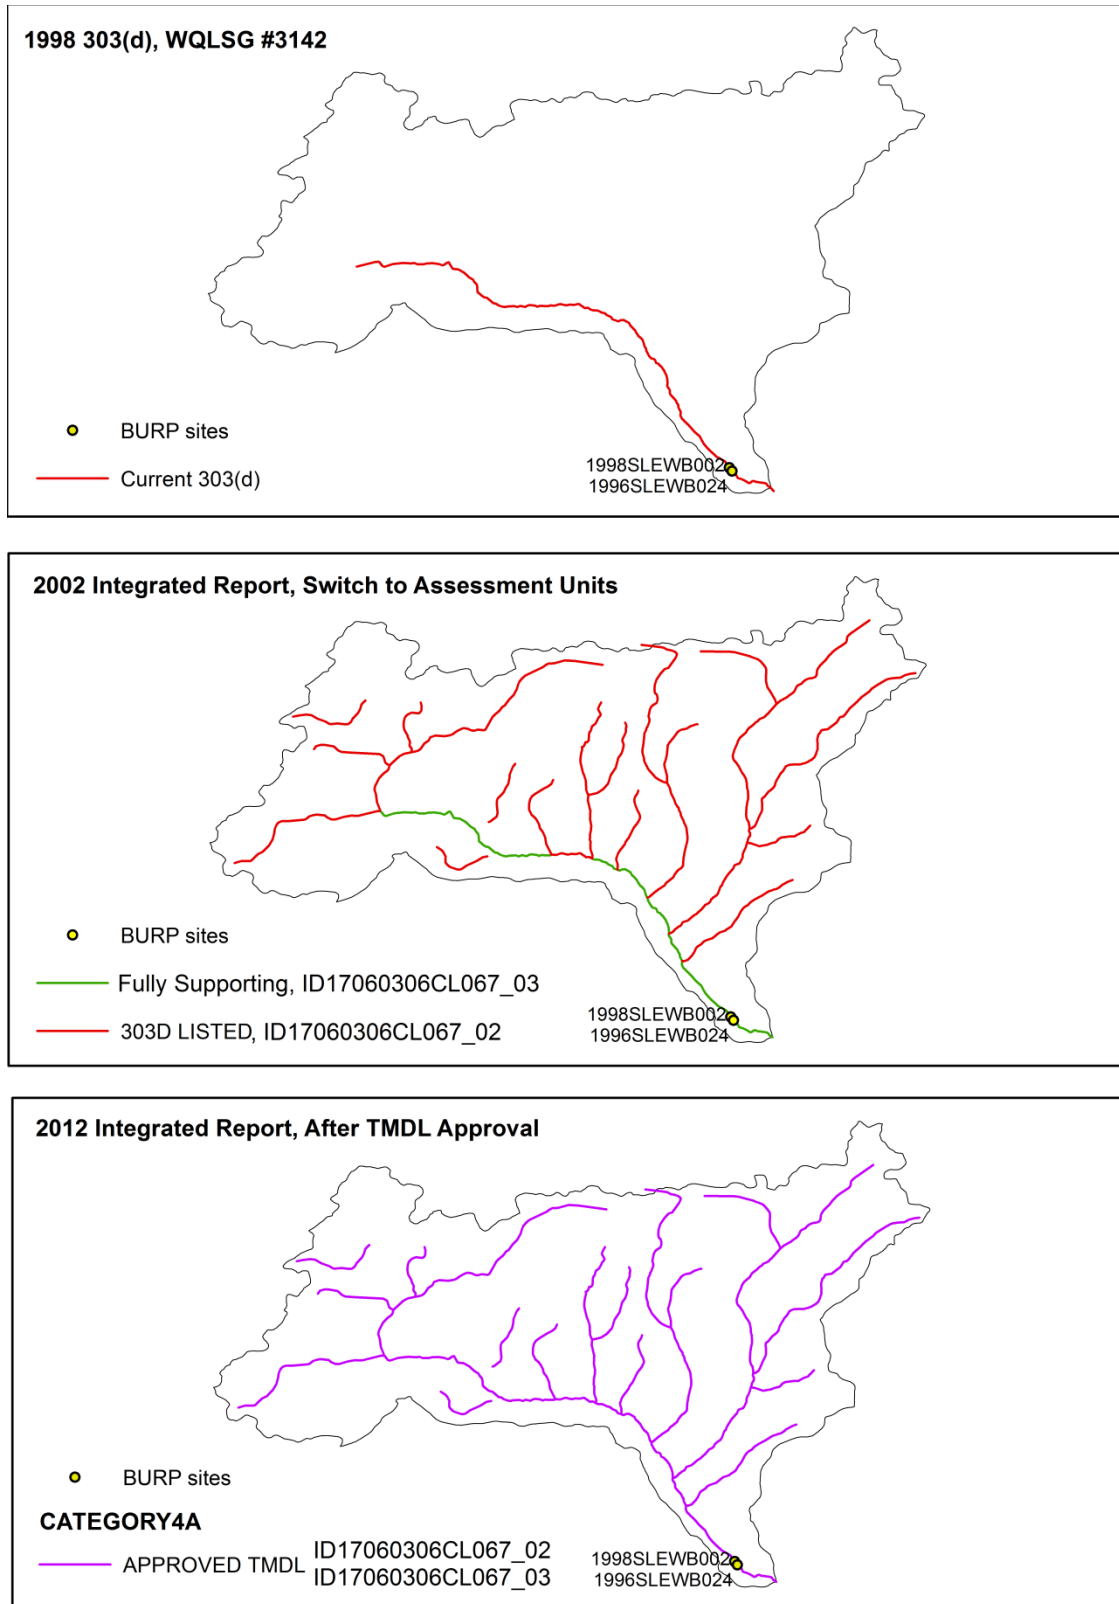 1998 303(d), WQLSG #3142
BURP sites
Current 303(d)
1998SLEWB002
1996SLEWB024
2002 Integrated Report, Switch to Assessment Units
BURP sites
Fully Supporting, ID17060306CL067_03
303D LISTED, ID17060306CL067_02
1998SLEWB002
1996SLEWB024
2012 Integrated Report, After TMDL Approval
BURP sites
CATEGORY4A
APPROVED TMDL
ID17060306CL067_02
ID17060306CL067_03
1998SLEWB002
1996SLEWB024